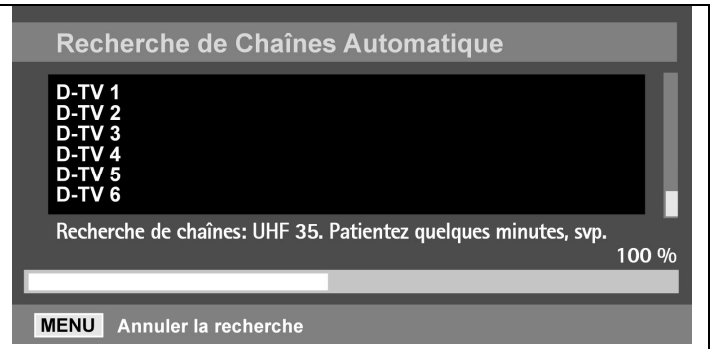 Recherche de Chaînes Automatique
D-TV 1
D-TV 2
D-TV 3
D-TV 4
D-TV 5
D-TV 6
Recherche de chaînes: UHF 35. Patientez quelques minutes, svp.
100 %
MENU Annuler la recherche